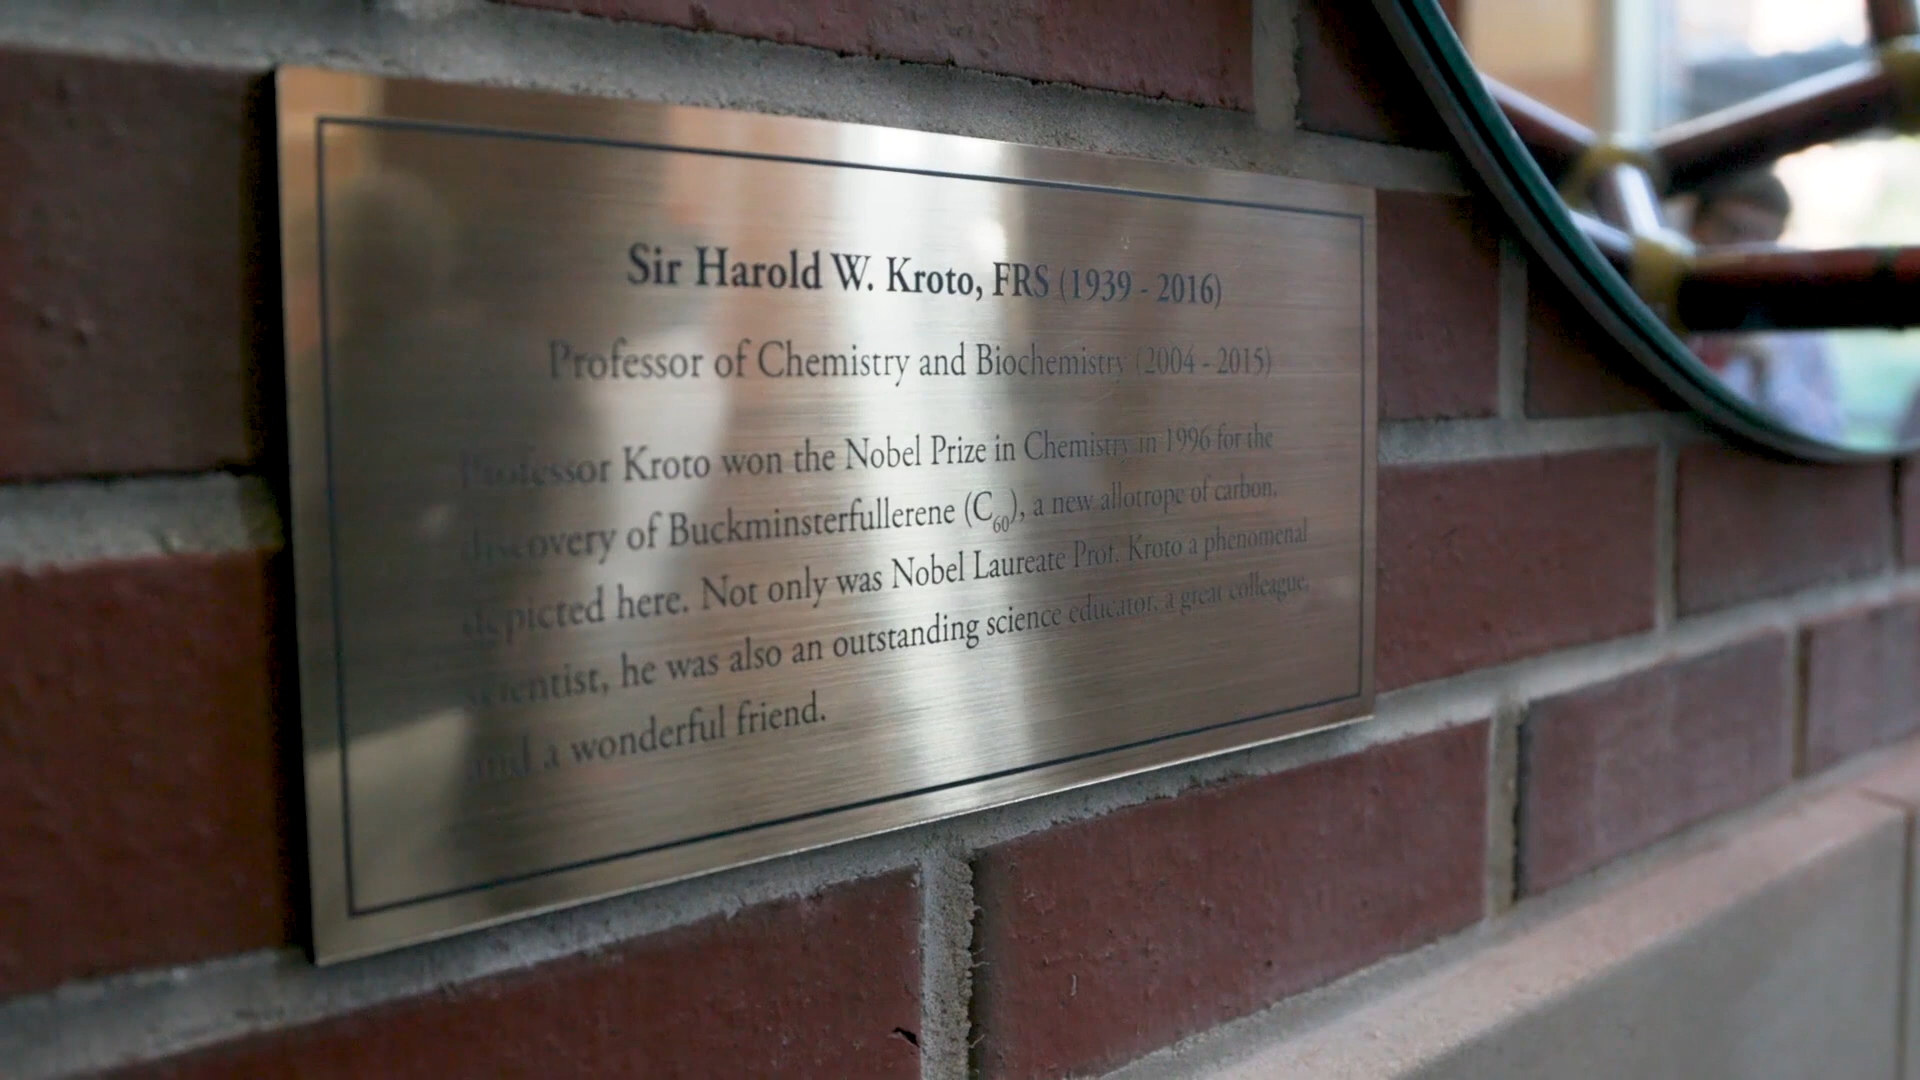 Sir Harold W. Kroto, FRS (1939 - 2016)
Professor of Chemistry and Biochemistry (2004 - 2015)
Professor Kroto won the Nobel Prize in Chemistry in 1996 for the
discovery of Buckminsterfullerene (C₆₀), a new allotrope of carbon,
depicted here. Not only was Nobel Laureate Prof. Kroto a phenomenal
scientist, he was also an outstanding science educator, a great colleague,
and a wonderful friend.